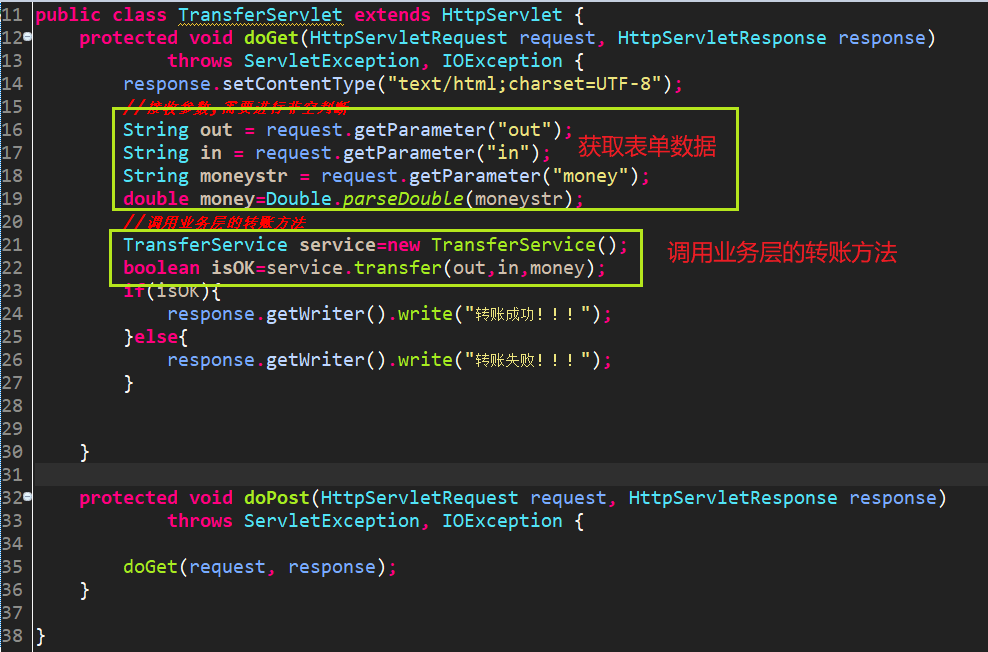 11 public class TransferServlet extends HttpServlet {
12 protected void doGet(HttpServletRequest request, HttpServletResponse response)
13 throws ServletException, IOException {
14 response.setContentType("text/html;charset=UTF-8");
15 //接收参数,需要进行非空判断
16 String out = request.getParameter("out");
17 String in = request.getParameter("in");
获取表单数据
18 String moneystr = request.getParameter("money");
19 double money=Double.parseDouble(moneystr);
20 //调用业务层的转账方法
21 TransferService service=new TransferService();
调用业务层的转账方法
22 boolean isOK=service.transfer(out,in,money);
23 if(isOK){
24 response.getWriter().write("转账成功！！！");
25 }else{
26 response.getWriter().write("转账失败！！！");
27 }
28
29
30 }
31
32 protected void doPost(HttpServletRequest request, HttpServletResponse response)
33 throws ServletException, IOException {
34
35 doGet(request, response);
36 }
37
38 }